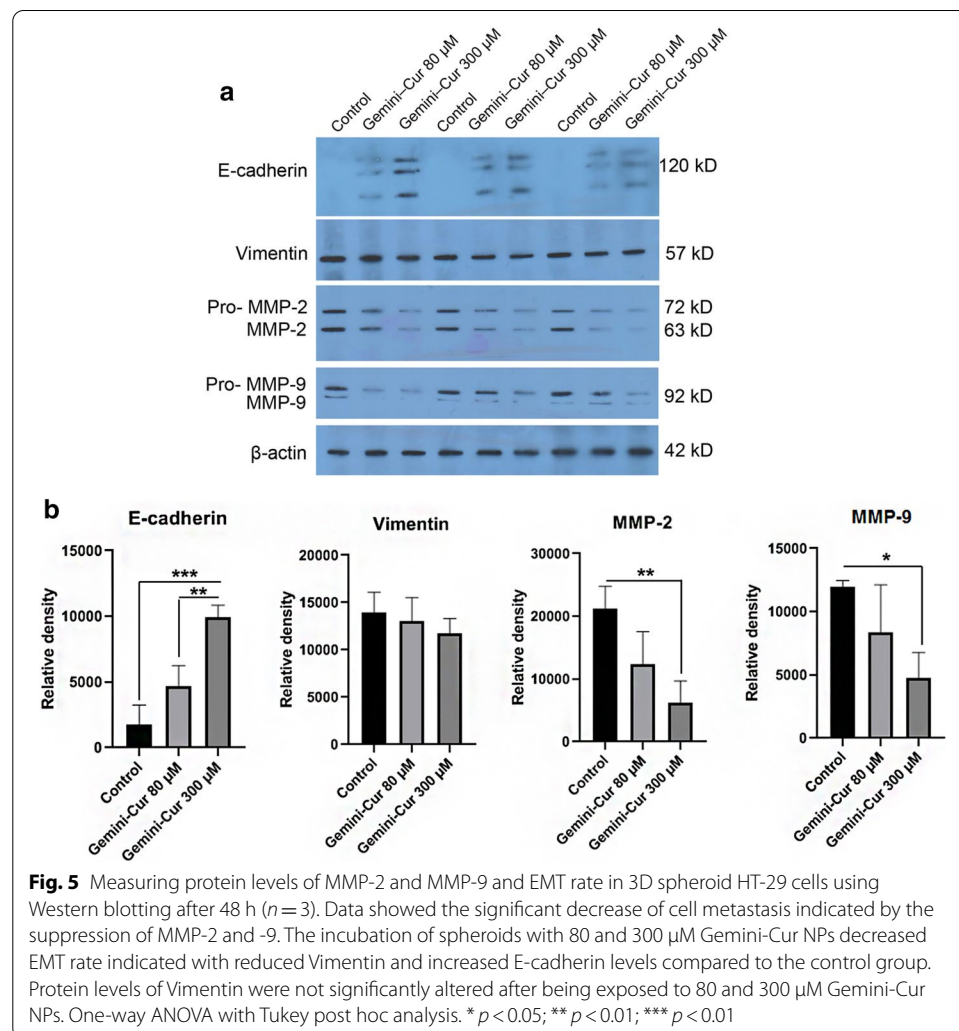 a
Control
Gemini–Cur 80 µM
Gemini–Cur 300 µM
Control
Gemini–Cur 80 µM
Gemini–Cur 300 µM
Control
Gemini–Cur 80 µM
Gemini–Cur 300 µM
E-cadherin
120 kD
Vimentin
57 kD
Pro- MMP-2
72 kD
MMP-2
63 kD
Pro- MMP-9
MMP-9
92 kD
β-actin
42 kD
b
E-cadherin
Relative density
15000
10000
5000
0
***
**
Control
Gemini-Cur 80 µM
Gemini-Cur 300 µM
Vimentin
Relative density
20000
15000
10000
5000
0
Control
Gemini-Cur 80 µM
Gemini-Cur 300 µM
MMP-2
Relative density
30000
20000
10000
0
**
Control
Gemini-Cur 80 µM
Gemini-Cur 300 µM
MMP-9
Relative density
15000
10000
5000
0
*
Control
Gemini-Cur 80 µM
Gemini-Cur 300 µM
Fig. 5 Measuring protein levels of MMP-2 and MMP-9 and EMT rate in 3D spheroid HT-29 cells using
Western blotting after 48 h (n = 3). Data showed the significant decrease of cell metastasis indicated by the
suppression of MMP-2 and -9. The incubation of spheroids with 80 and 300 µM Gemini-Cur NPs decreased
EMT rate indicated with reduced Vimentin and increased E-cadherin levels compared to the control group.
Protein levels of Vimentin were not significantly altered after being exposed to 80 and 300 µM Gemini-Cur
NPs. One-way ANOVA with Tukey post hoc analysis. * p < 0.05; ** p < 0.01; *** p < 0.01